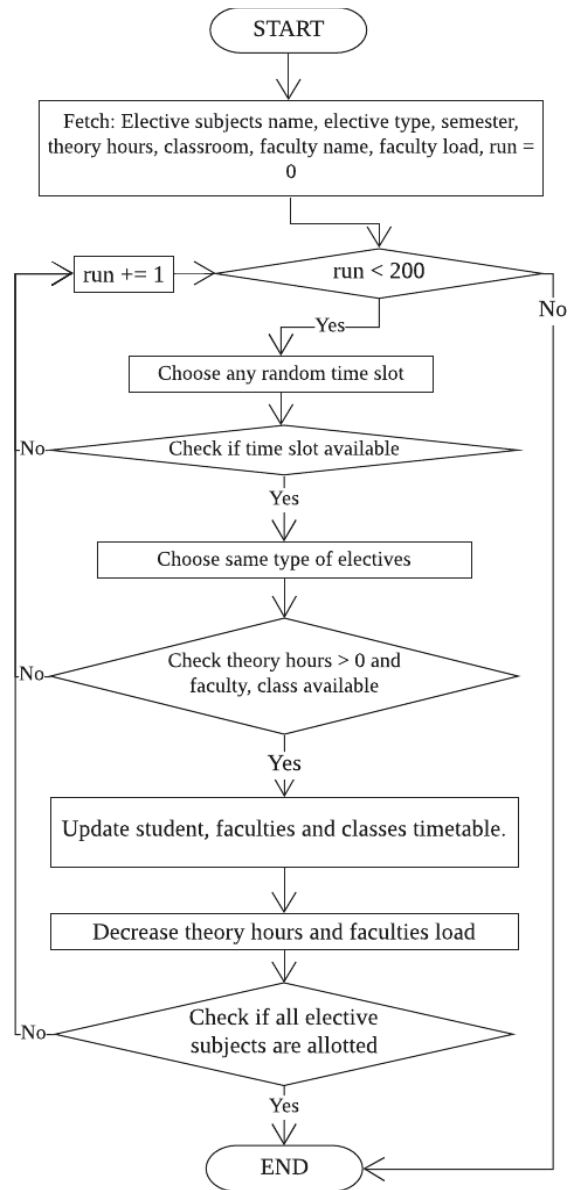 START
Fetch: Elective subjects name, elective type, semester,
theory hours, classroom, faculty name, faculty load, run =
0
run += 1
run < 200
No
Yes
Choose any random time slot
No
Check if time slot available
Yes
Choose same type of electives
Check theory hours > 0 and
faculty, class available
No
Yes
Update student, faculties and classes timetable.
Decrease theory hours and faculties load
Check if all elective
subjects are allotted
No
Yes
END